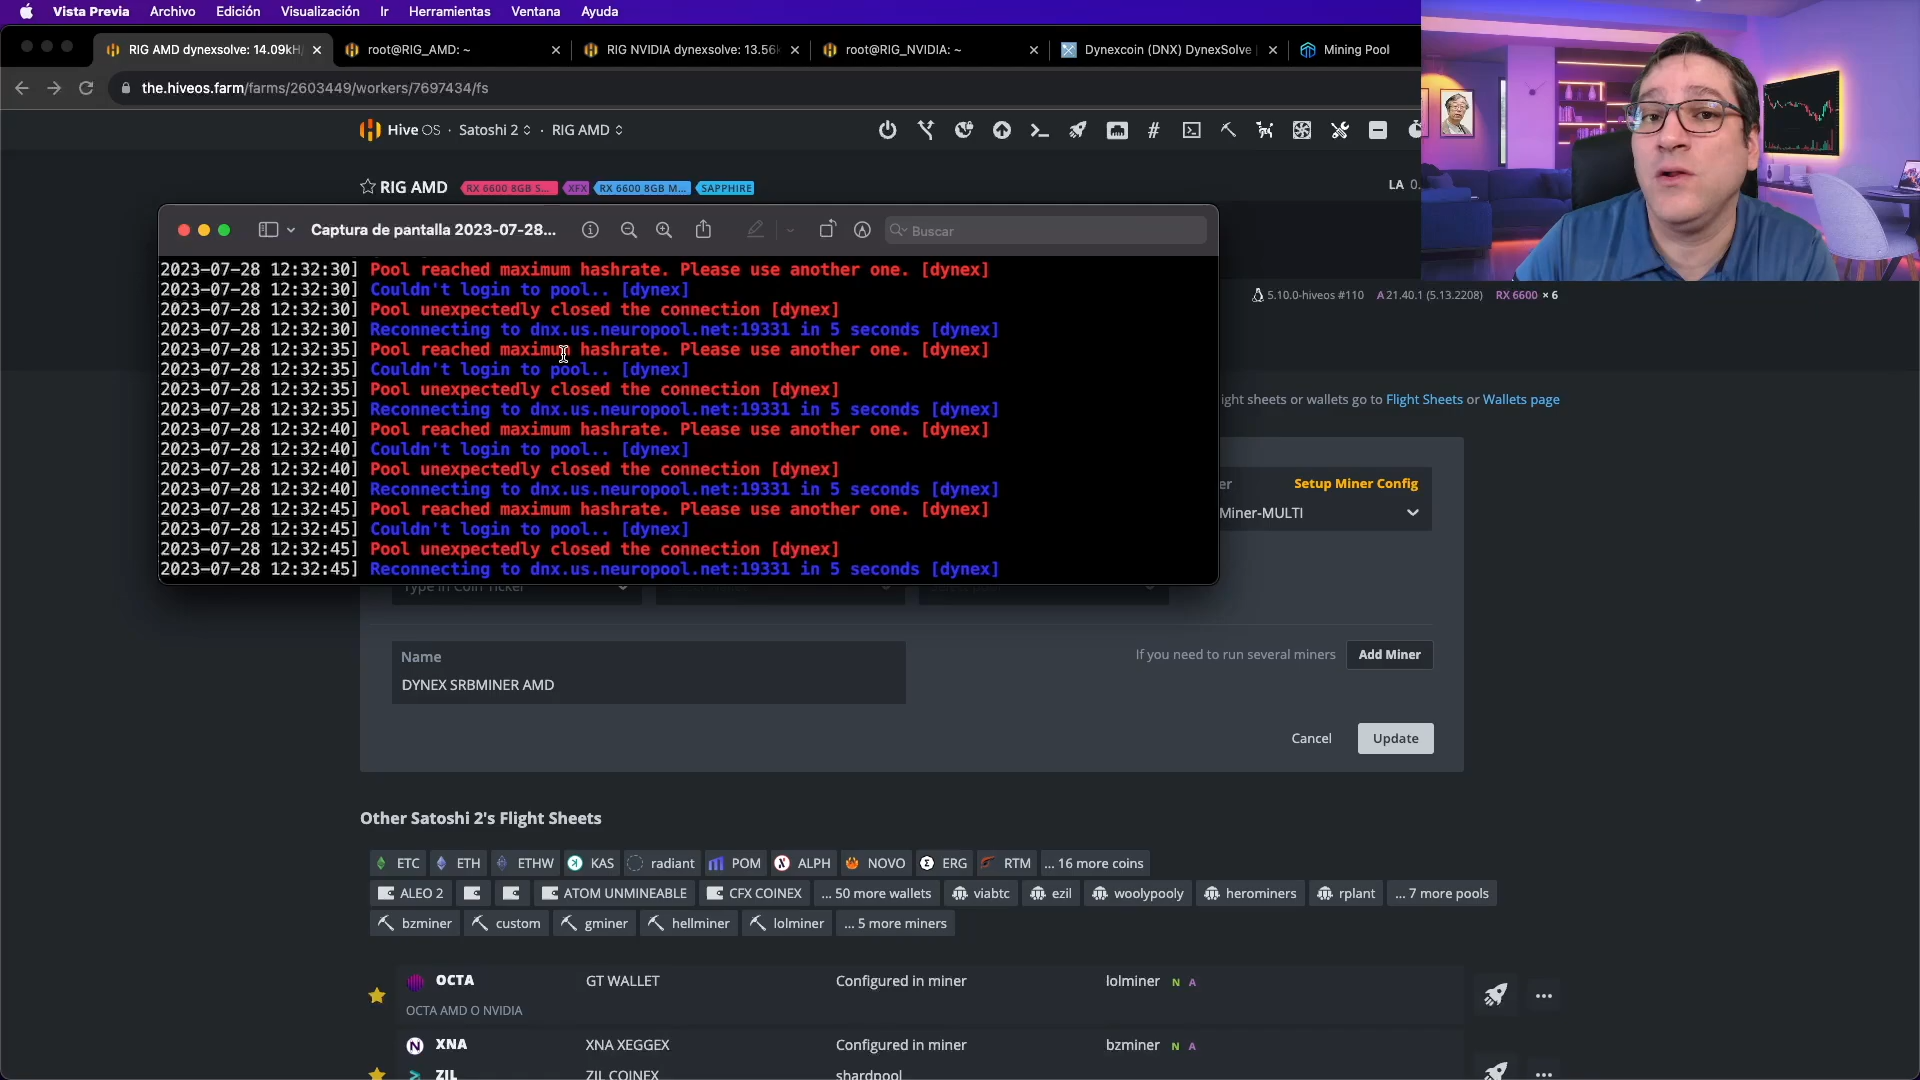 Vista Previa Archivo Edición Visualización Ir Herramientas Ventana Ayuda
RIG AMD dynexsolve: 14.09kH/ root@RIG_AMD: ~ RIG NVIDIA dynexsolve: 13.56k root@RIG_NVIDIA: ~ Dynexcoin (DNX) DynexSolve Mining Pool
the.hiveos.farm/farms/2603449/workers/7697434/fs
Hive OS · Satoshi 2 · RIG AMD
RIG AMD RX 6600 8GB S... XFX RX 6600 8GB M... SAPPHIRE
LA 0.
Captura de pantalla 2023-07-28... Buscar
2023-07-28 12:32:30] Pool reached maximum hashrate. Please use another one. [dynex]
2023-07-28 12:32:30] Couldn't login to pool.. [dynex]
2023-07-28 12:32:30] Pool unexpectedly closed the connection [dynex]
2023-07-28 12:32:30] Reconnecting to dnx.us.neuropool.net:19331 in 5 seconds [dynex]
2023-07-28 12:32:35] Pool reached maximum hashrate. Please use another one. [dynex]
2023-07-28 12:32:35] Couldn't login to pool.. [dynex]
2023-07-28 12:32:35] Pool unexpectedly closed the connection [dynex]
2023-07-28 12:32:35] Reconnecting to dnx.us.neuropool.net:19331 in 5 seconds [dynex]
2023-07-28 12:32:40] Pool reached maximum hashrate. Please use another one. [dynex]
2023-07-28 12:32:40] Couldn't login to pool.. [dynex]
2023-07-28 12:32:40] Pool unexpectedly closed the connection [dynex]
2023-07-28 12:32:40] Reconnecting to dnx.us.neuropool.net:19331 in 5 seconds [dynex]
2023-07-28 12:32:45] Pool reached maximum hashrate. Please use another one. [dynex]
2023-07-28 12:32:45] Couldn't login to pool.. [dynex]
2023-07-28 12:32:45] Pool unexpectedly closed the connection [dynex]
2023-07-28 12:32:45] Reconnecting to dnx.us.neuropool.net:19331 in 5 seconds [dynex]
5.10.0-hiveos #110 A 21.40.1 (5.13.2208) RX 6600 × 6
ight sheets or wallets go to Flight Sheets or Wallets page
er Setup Miner Config
Miner-MULTI
Type in Coin Ticker
Name
DYNEX SRBMINER AMD
If you need to run several miners Add Miner
Cancel Update
Other Satoshi 2's Flight Sheets
ETC ETH ETHW KAS radiant POM ALPH NOVO ERG RTM ... 16 more coins
ALEO 2 ATOM UNMINEABLE CFX COINEX ... 50 more wallets viabtc ezil woolypooly herominers rplant ... 7 more pools
bzminer custom gminer hellminer lolminer ... 5 more miners
OCTA GT WALLET Configured in miner lolminer N A
OCTA AMD O NVIDIA
XNA XNA XEGGEX Configured in miner bzminer N A
ZIL ZIL COINEX shardpool